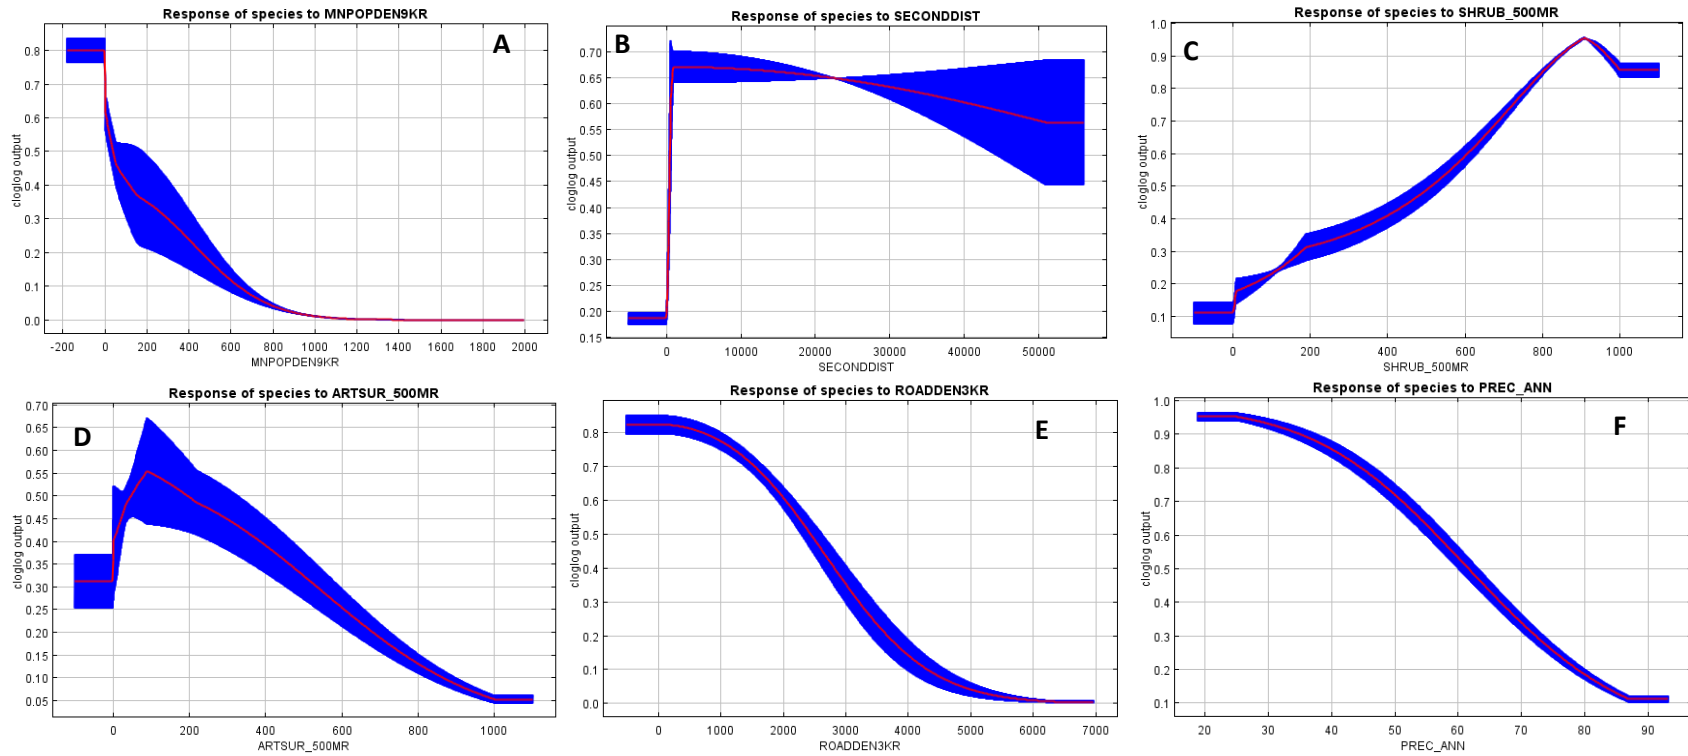 Response of species to MNPOPDEN9KR
A
cloglog output
0.8
0.7
0.6
0.5
0.4
0.3
0.2
0.1
0.0
-200 0 200 400 600 800 1000 1200 1400 1600 1800 2000
MNPOPDEN9KR
Response of species to SECONDDIST
B
cloglog output
0.70
0.65
0.60
0.55
0.50
0.45
0.40
0.35
0.30
0.25
0.20
0.15
0 10000 20000 30000 40000 50000
SECONDDIST
Response of species to SHRUB_500MR
C
cloglog output
1.0
0.9
0.8
0.7
0.6
0.5
0.4
0.3
0.2
0.1
0 200 400 600 800 1000
SHRUB_500MR
Response of species to ARTSUR_500MR
D
cloglog output
0.70
0.65
0.60
0.55
0.50
0.45
0.40
0.35
0.30
0.25
0.20
0.15
0.10
0.05
0 200 400 600 800 1000
ARTSUR_500MR
Response of species to ROADDEN3KR
E
cloglog output
0.8
0.7
0.6
0.5
0.4
0.3
0.2
0.1
0.0
0 1000 2000 3000 4000 5000 6000 7000
ROADDEN3KR
Response of species to PREC_ANN
F
cloglog output
1.0
0.9
0.8
0.7
0.6
0.5
0.4
0.3
0.2
0.1
20 30 40 50 60 70 80 90
PREC_ANN